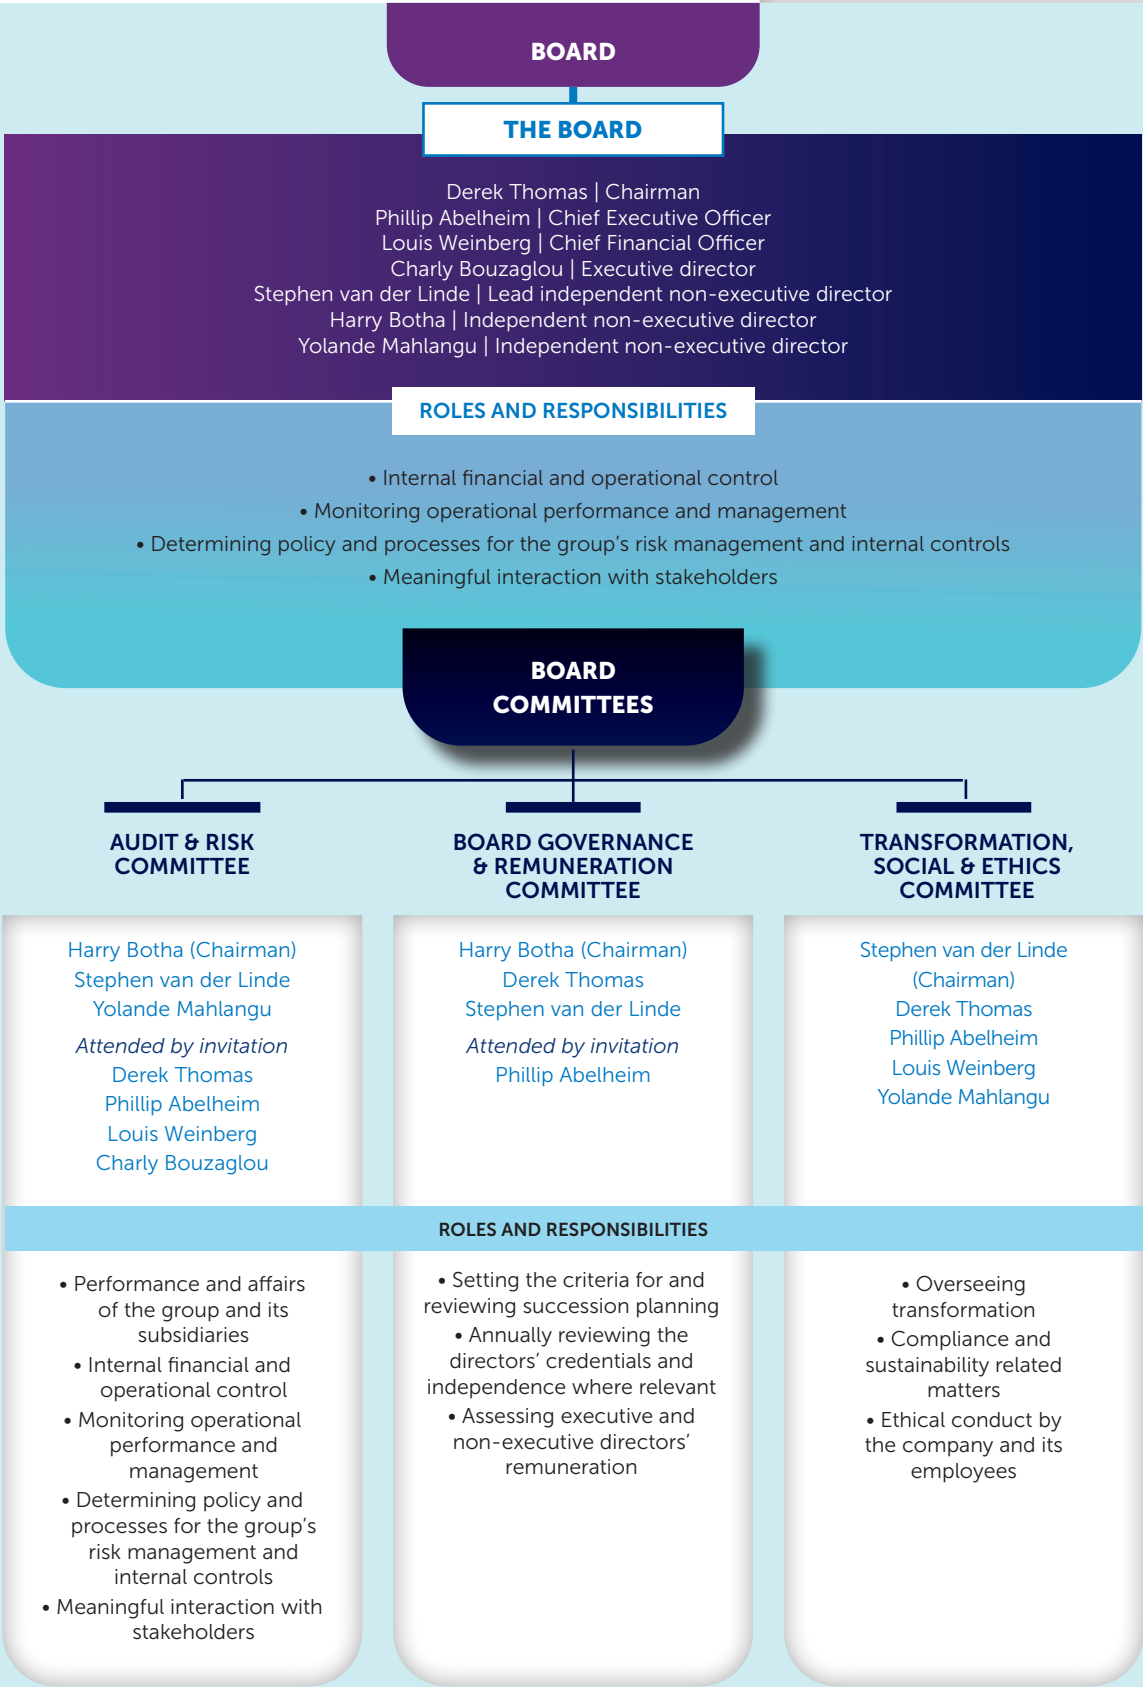 BOARD
THE BOARD
Derek Thomas | Chairman
Phillip Abelheim | Chief Executive Officer
Louis Weinberg | Chief Financial Officer
Charly Bouzaglou | Executive director
Stephen van der Linde | Lead independent non-executive director
Harry Botha | Independent non-executive director
Yolande Mahlangu | Independent non-executive director
ROLES AND RESPONSIBILITIES
• Internal financial and operational control
• Monitoring operational performance and management
• Determining policy and processes for the group’s risk management and internal controls
• Meaningful interaction with stakeholders
BOARD
COMMITTEES
AUDIT & RISK
COMMITTEE
Harry Botha (Chairman)
Stephen van der Linde
Yolande Mahlangu
Attended by invitation
Derek Thomas
Phillip Abelheim
Louis Weinberg
Charly Bouzaglou
BOARD GOVERNANCE
& REMUNERATION
COMMITTEE
Harry Botha (Chairman)
Derek Thomas
Stephen van der Linde
Attended by invitation
Phillip Abelheim
TRANSFORMATION,
SOCIAL & ETHICS
COMMITTEE
Stephen van der Linde
(Chairman)
Derek Thomas
Phillip Abelheim
Louis Weinberg
Yolande Mahlangu
ROLES AND RESPONSIBILITIES
• Performance and affairs
of the group and its
subsidiaries
• Internal financial and
operational control
• Monitoring operational
performance and
management
• Determining policy and
processes for the group’s
risk management and
internal controls
• Meaningful interaction with
stakeholders
• Setting the criteria for and
reviewing succession planning
• Annually reviewing the
directors’ credentials and
independence where relevant
• Assessing executive and
non-executive directors’
remuneration
• Overseeing
transformation
• Compliance and
sustainability related
matters
• Ethical conduct by
the company and its
employees